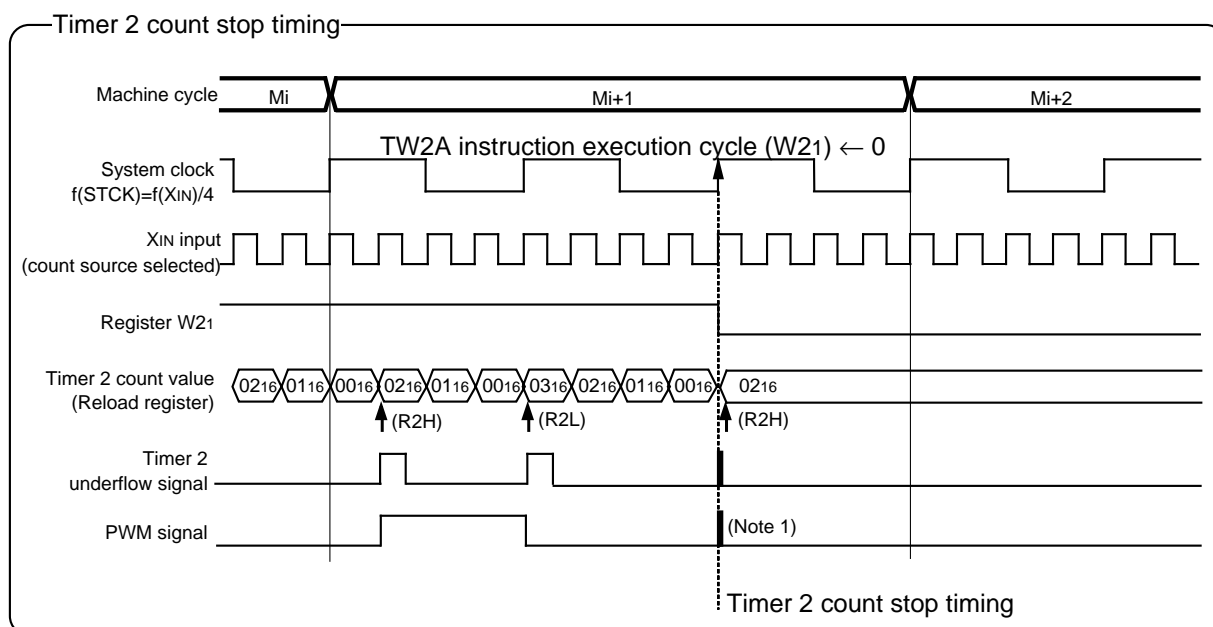 Timer 2 count stop timing
Machine cycle Mi Mi+1 Mi+2
TW2A instruction execution cycle (W21) ← 0
System clock
f(STCK)=f(XIN)/4
XIN input
(count source selected)
Register W21
Timer 2 count value
(Reload register)
0216 0116 0016 0216 0116 0016 0316 0216 0116 0016 0216
(R2H) (R2L) (R2H)
Timer 2
underflow signal
PWM signal (Note 1)
Timer 2 count stop timing